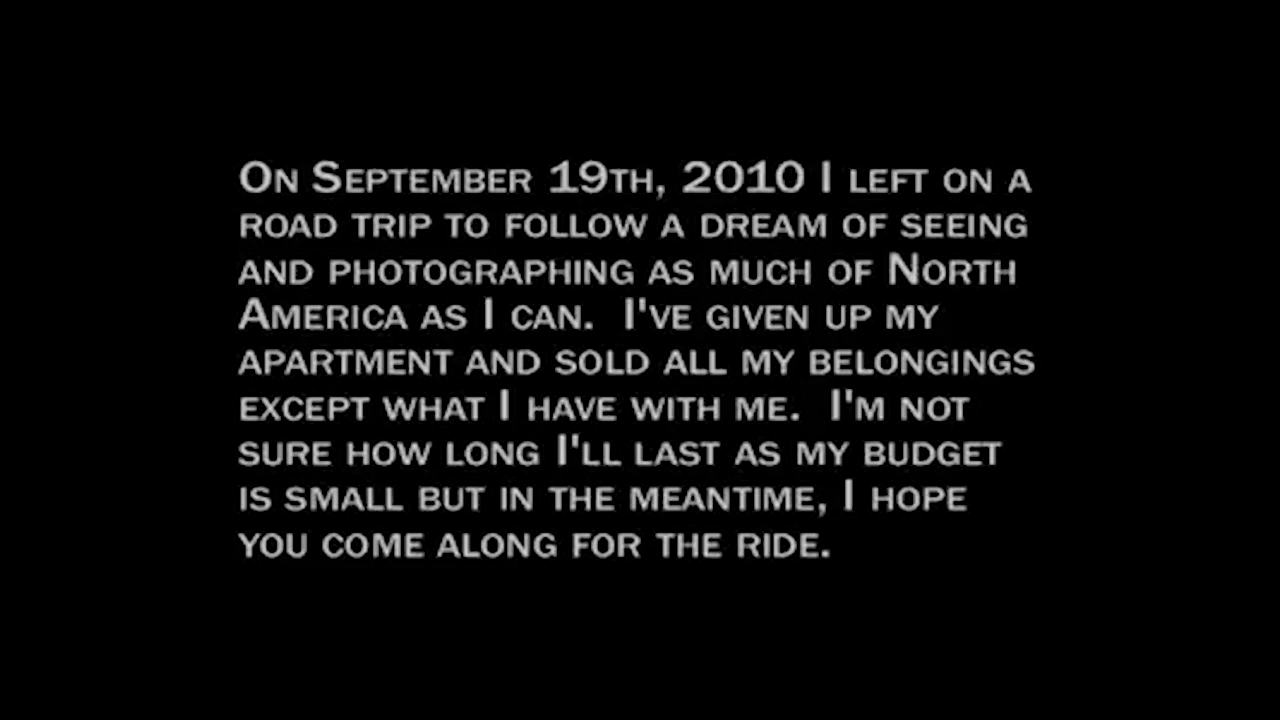 On September 19th, 2010 I left on a
road trip to follow a dream of seeing
and photographing as much of North
America as I can.  I've given up my
apartment and sold all my belongings
except what I have with me.  I'm not
sure how long I'll last as my budget
is small but in the meantime, I hope
you come along for the ride.